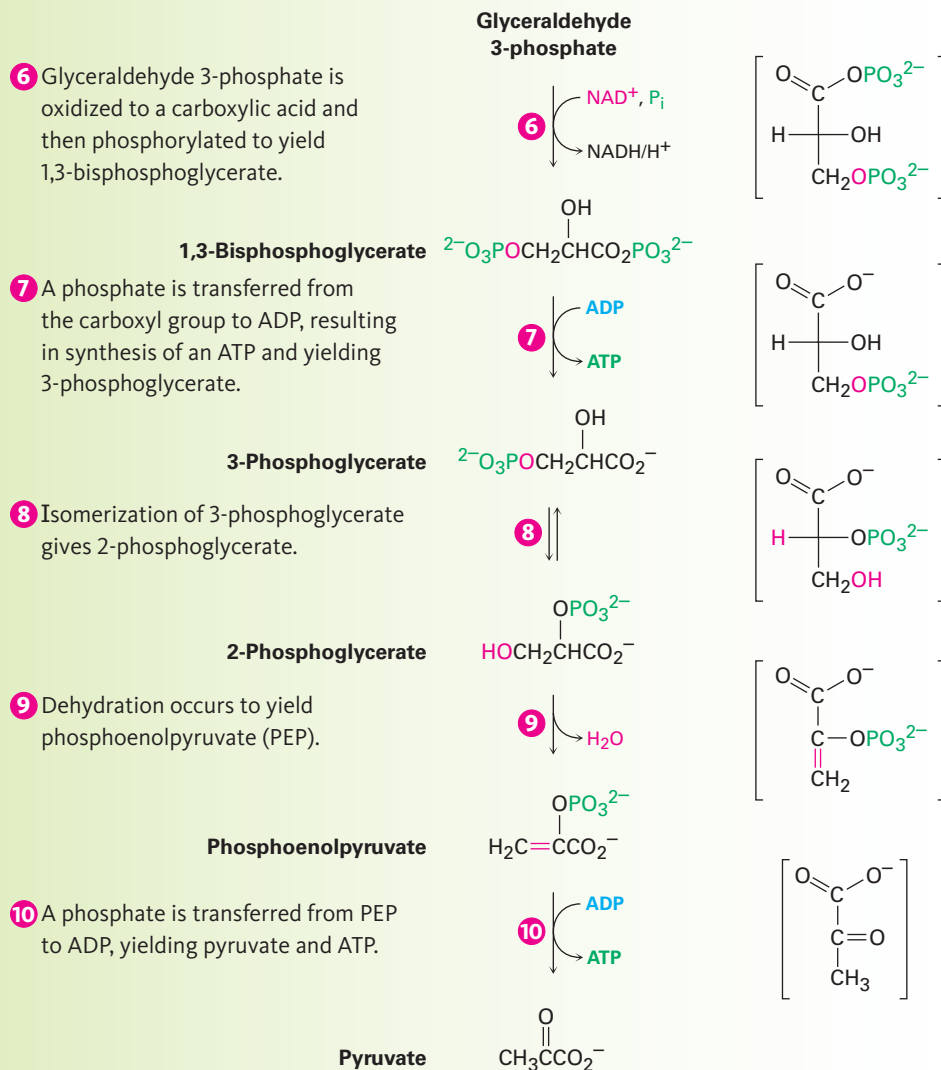 Glyceraldehyde
3-phosphate
6 Glyceraldehyde 3-phosphate is
oxidized to a carboxylic acid and
then phosphorylated to yield
1,3-bisphosphoglycerate.
6
NAD⁺, Pᵢ
NADH/H⁺
O
C
OPO₃²⁻
H
OH
CH₂OPO₃²⁻
OH
1,3-Bisphosphoglycerate
²⁻O₃POCH₂CHCO₂PO₃²⁻
7 A phosphate is transferred from
the carboxyl group to ADP, resulting
in synthesis of an ATP and yielding
3-phosphoglycerate.
7
ADP
ATP
O
C
O⁻
H
OH
CH₂OPO₃²⁻
OH
3-Phosphoglycerate
²⁻O₃POCH₂CHCO₂⁻
8 Isomerization of 3-phosphoglycerate
gives 2-phosphoglycerate.
8
O
C
O⁻
H
OPO₃²⁻
CH₂OH
OPO₃²⁻
2-Phosphoglycerate
HOCH₂CHCO₂⁻
9 Dehydration occurs to yield
phosphoenolpyruvate (PEP).
9
H₂O
O
C
O⁻
C
OPO₃²⁻
CH₂
OPO₃²⁻
Phosphoenolpyruvate
H₂C=CCO₂⁻
10 A phosphate is transferred from PEP
to ADP, yielding pyruvate and ATP.
10
ADP
ATP
O
C
O⁻
C=O
CH₃
O
Pyruvate
CH₃CCO₂⁻